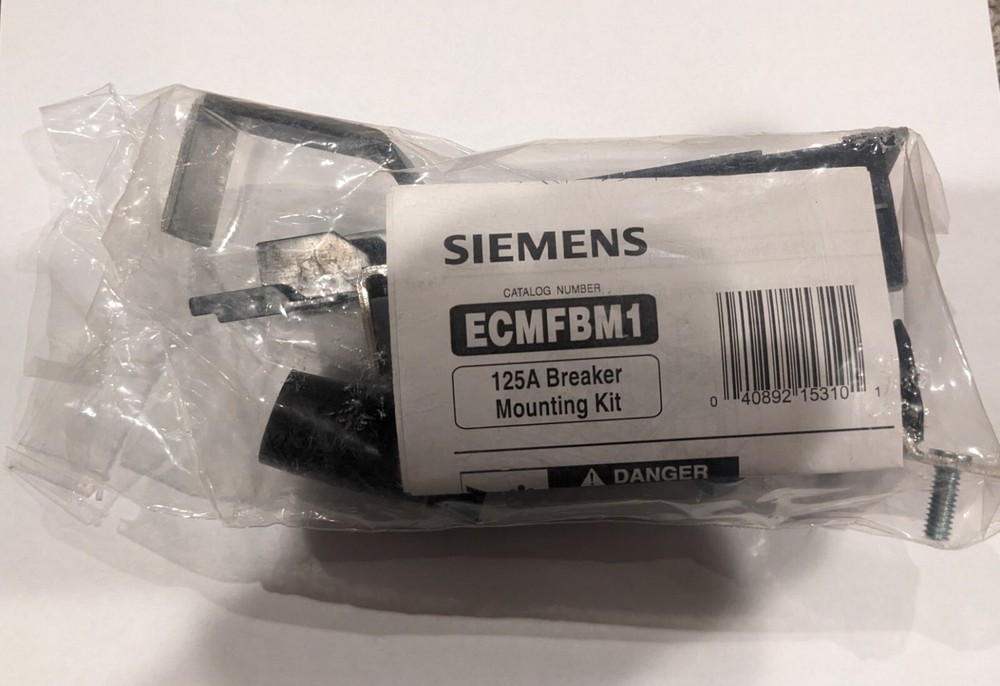 SIEMENS
CATALOG NUMBER
ECMFBM1
125A Breaker
Mounting Kit
0 40892 15310 1
DANGER